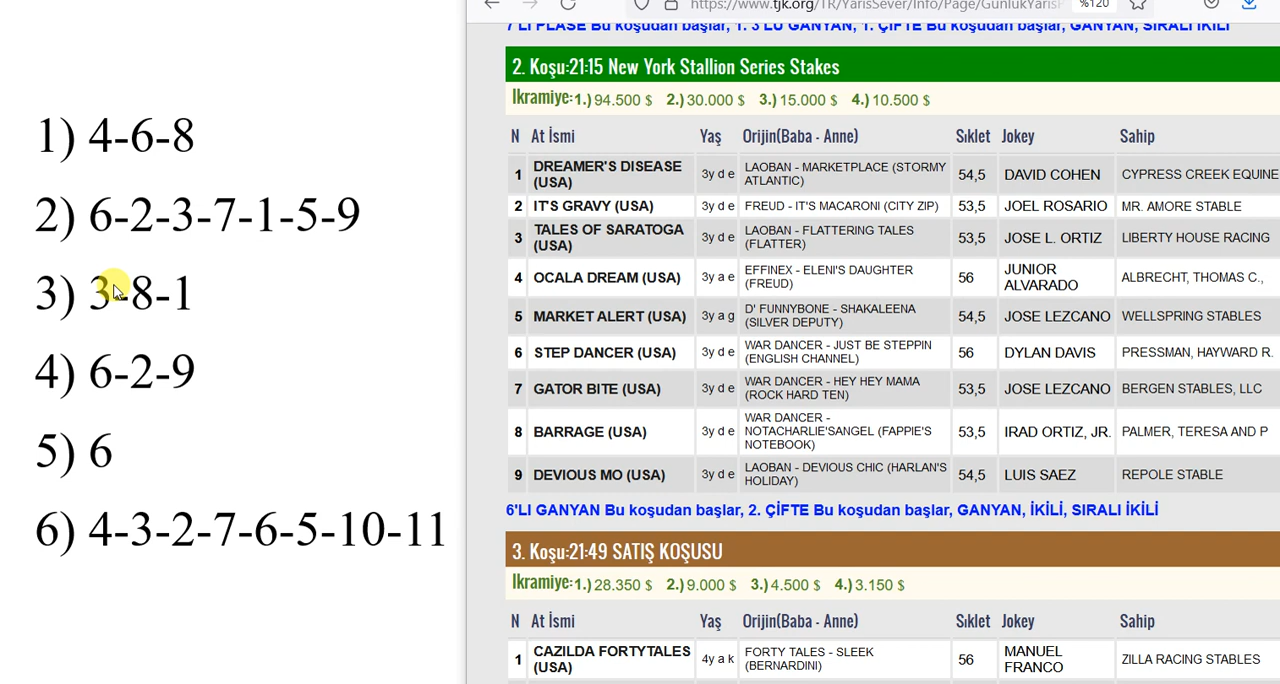 1) 4-6-8
2) 6-2-3-7-1-5-9
3) 3-8-1
4) 6-2-9
5) 6
6) 4-3-2-7-6-5-10-11
https://www.tjk.org/TR/YarisSever/Info/Page/GunlukYaris
%120
7'Lİ PLASE Bu koşudan başlar, 1. 3'LÜ GANYAN, 1. ÇİFTE Bu koşudan başlar, GANYAN, SIRALI İKİLİ
2. Koşu:21:15 New York Stallion Series Stakes
İkramiye:1.) 94.500 $ 2.) 30.000 $ 3.) 15.000 $ 4.) 10.500 $
N At İsmi Yaş Orijin(Baba - Anne) Sıklet Jokey Sahip
1 DREAMER'S DISEASE (USA) 3y d e LAOBAN - MARKETPLACE (STORMY ATLANTIC) 54,5 DAVID COHEN CYPRESS CREEK EQUINE
2 IT'S GRAVY (USA) 3y d e FREUD - IT'S MACARONI (CITY ZIP) 53,5 JOEL ROSARIO MR. AMORE STABLE
3 TALES OF SARATOGA (USA) 3y d e LAOBAN - FLATTERING TALES (FLATTER) 53,5 JOSE L. ORTIZ LIBERTY HOUSE RACING
4 OCALA DREAM (USA) 3y a e EFFINEX - ELENI'S DAUGHTER (FREUD) 56 JUNIOR ALVARADO ALBRECHT, THOMAS C.,
5 MARKET ALERT (USA) 3y a g D' FUNNYBONE - SHAKALEENA (SILVER DEPUTY) 54,5 JOSE LEZCANO WELLSPRING STABLES
6 STEP DANCER (USA) 3y d e WAR DANCER - JUST BE STEPPIN (ENGLISH CHANNEL) 56 DYLAN DAVIS PRESSMAN, HAYWARD R.
7 GATOR BITE (USA) 3y d e WAR DANCER - HEY HEY MAMA (ROCK HARD TEN) 53,5 JOSE LEZCANO BERGEN STABLES, LLC
8 BARRAGE (USA) 3y d e WAR DANCER - NOTACHARLIE'SANGEL (FAPPIE'S NOTEBOOK) 53,5 IRAD ORTIZ, JR. PALMER, TERESA AND P
9 DEVIOUS MO (USA) 3y d e LAOBAN - DEVIOUS CHIC (HARLAN'S HOLIDAY) 54,5 LUIS SAEZ REPOLE STABLE
6'LI GANYAN Bu koşudan başlar, 2. ÇİFTE Bu koşudan başlar, GANYAN, İKİLİ, SIRALI İKİLİ
3. Koşu:21:49 SATIŞ KOŞUSU
İkramiye:1.) 28.350 $ 2.) 9.000 $ 3.) 4.500 $ 4.) 3.150 $
N At İsmi Yaş Orijin(Baba - Anne) Sıklet Jokey Sahip
1 CAZILDA FORTYTALES (USA) 4y a k FORTY TALES - SLEEK (BERNARDINI) 56 MANUEL FRANCO ZILLA RACING STABLES